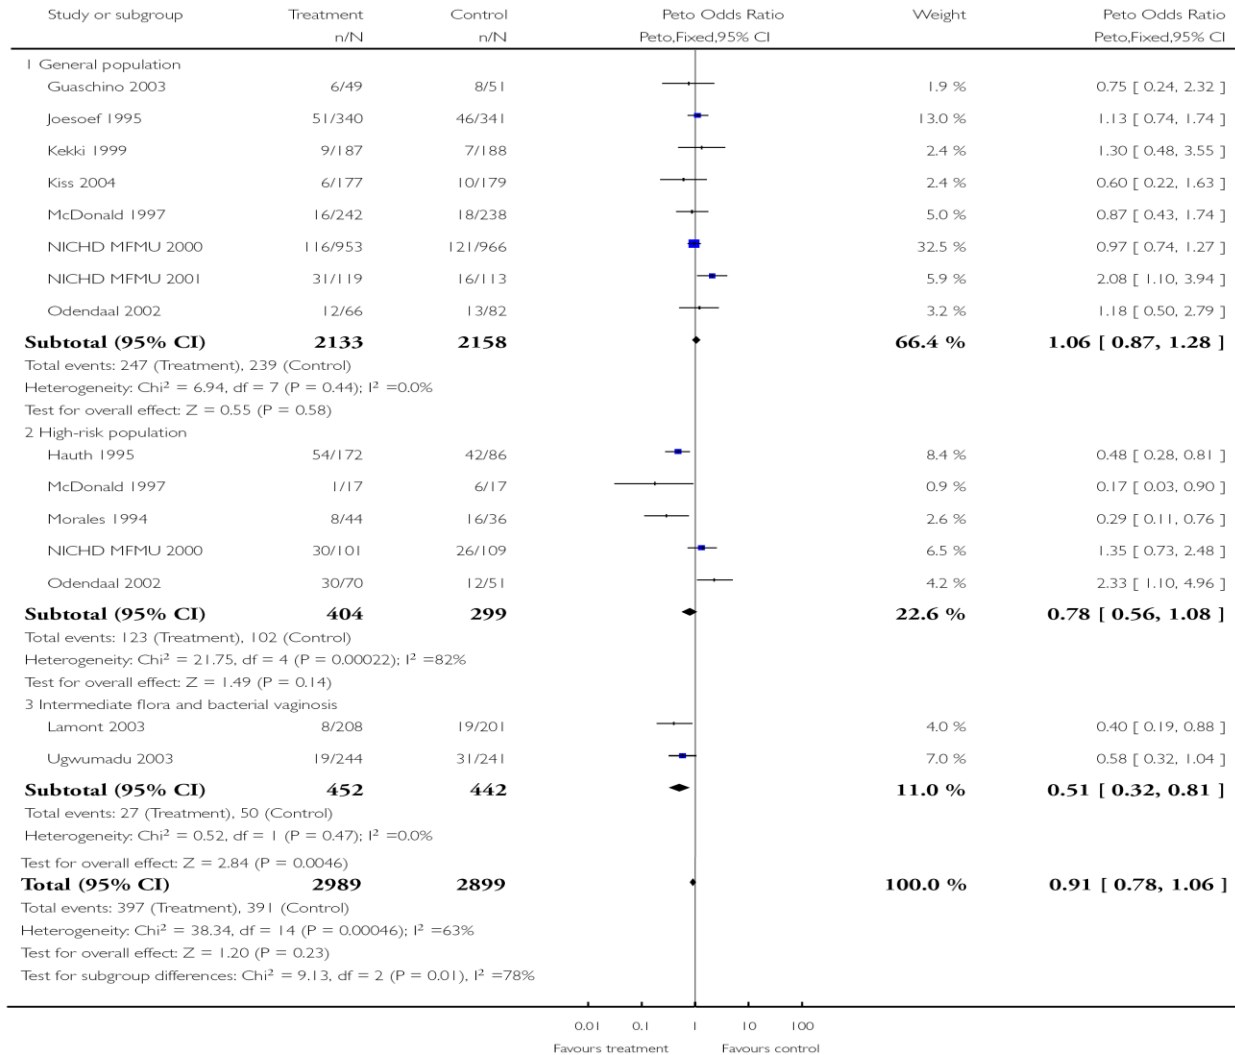 Study or subgroup Treatment Control Peto Odds Ratio Weight Peto Odds Ratio
n/N n/N Peto,Fixed,95% CI Peto,Fixed,95% CI
1 General population
Guaschino 2003 6/49 8/51 1.9 % 0.75 [ 0.24, 2.32 ]
Joesoef 1995 51/340 46/341 13.0 % 1.13 [ 0.74, 1.74 ]
Kekki 1999 9/187 7/188 2.4 % 1.30 [ 0.48, 3.55 ]
Kiss 2004 6/177 10/179 2.4 % 0.60 [ 0.22, 1.63 ]
McDonald 1997 16/242 18/238 5.0 % 0.87 [ 0.43, 1.74 ]
NICHD MFMU 2000 116/953 121/966 32.5 % 0.97 [ 0.74, 1.27 ]
NICHD MFMU 2001 31/119 16/113 5.9 % 2.08 [ 1.10, 3.94 ]
Odendaal 2002 12/66 13/82 3.2 % 1.18 [ 0.50, 2.79 ]
Subtotal (95% CI) 2133 2158 66.4 % 1.06 [ 0.87, 1.28 ]
Total events: 247 (Treatment), 239 (Control)
Heterogeneity: Chi² = 6.94, df = 7 (P = 0.44); I² =0.0%
Test for overall effect: Z = 0.55 (P = 0.58)
2 High-risk population
Hauth 1995 54/172 42/86 8.4 % 0.48 [ 0.28, 0.81 ]
McDonald 1997 1/17 6/17 0.9 % 0.17 [ 0.03, 0.90 ]
Morales 1994 8/44 16/36 2.6 % 0.29 [ 0.11, 0.76 ]
NICHD MFMU 2000 30/101 26/109 6.5 % 1.35 [ 0.73, 2.48 ]
Odendaal 2002 30/70 12/51 4.2 % 2.33 [ 1.10, 4.96 ]
Subtotal (95% CI) 404 299 22.6 % 0.78 [ 0.56, 1.08 ]
Total events: 123 (Treatment), 102 (Control)
Heterogeneity: Chi² = 21.75, df = 4 (P = 0.00022); I² =82%
Test for overall effect: Z = 1.49 (P = 0.14)
3 Intermediate flora and bacterial vaginosis
Lamont 2003 8/208 19/201 4.0 % 0.40 [ 0.19, 0.88 ]
Ugwumadu 2003 19/244 31/241 7.0 % 0.58 [ 0.32, 1.04 ]
Subtotal (95% CI) 452 442 11.0 % 0.51 [ 0.32, 0.81 ]
Total events: 27 (Treatment), 50 (Control)
Heterogeneity: Chi² = 0.52, df = 1 (P = 0.47); I² =0.0%
Test for overall effect: Z = 2.84 (P = 0.0046)
Total (95% CI) 2989 2899 100.0 % 0.91 [ 0.78, 1.06 ]
Total events: 397 (Treatment), 391 (Control)
Heterogeneity: Chi² = 38.34, df = 14 (P = 0.00046); I² =63%
Test for overall effect: Z = 1.20 (P = 0.23)
Test for subgroup differences: Chi² = 9.13, df = 2 (P = 0.01), I² =78%
0.01 0.1 1 10 100
Favours treatment Favours control